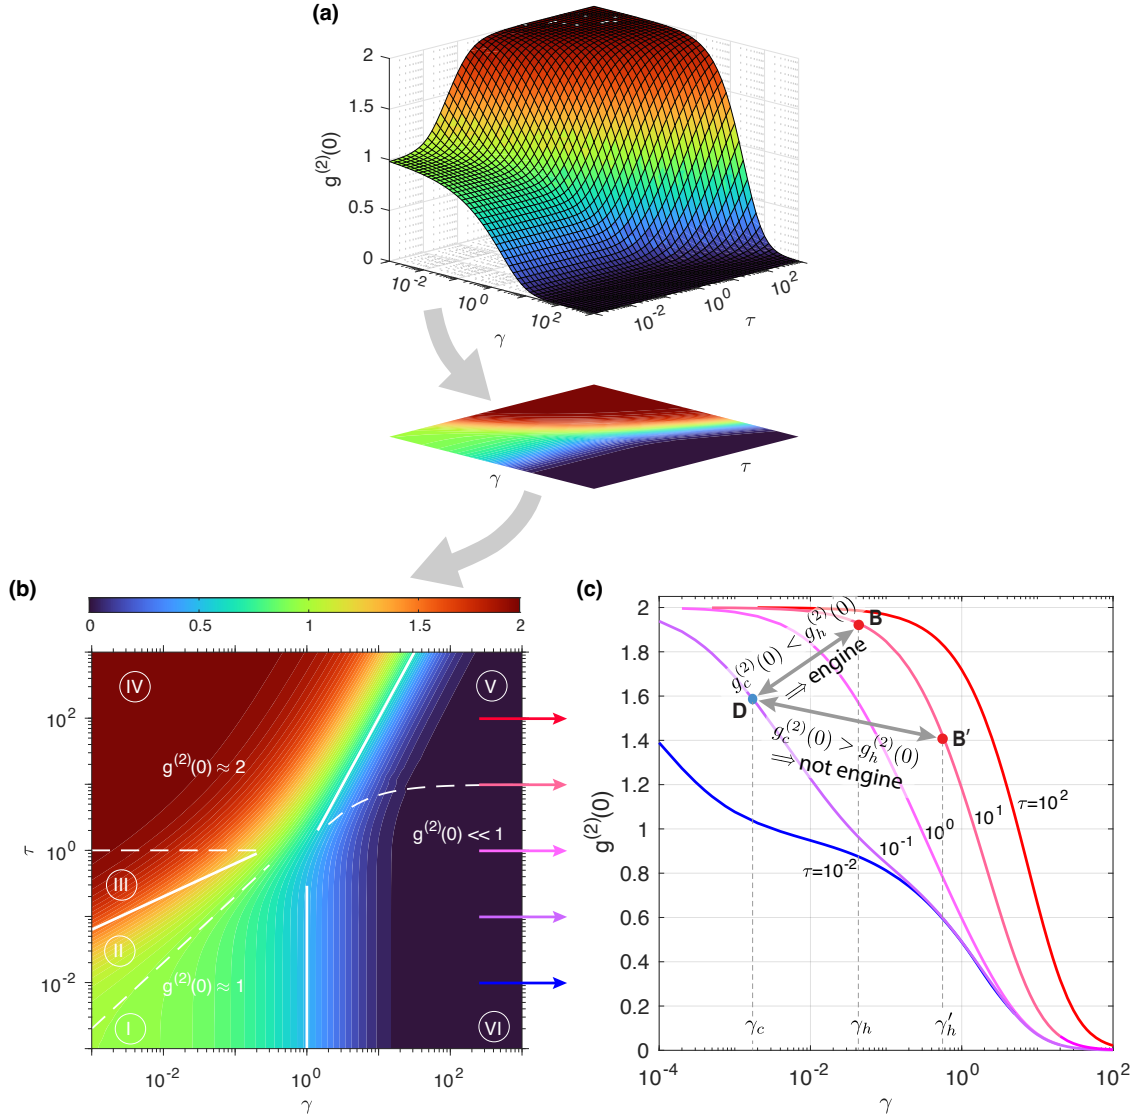 (a)
2
1.5
1
0.5
0
g(2)(0)
10-2
100
102
γ
10-2
100
102
τ
γ
τ
(b)
0
0.5
1
1.5
2
IV
V
g(2)(0) ≈ 2
g(2)(0) << 1
III
II
g(2)(0) ≈ 1
I
VI
102
100
10-2
τ
10-2
100
102
γ
(c)
2
1.8
1.6
1.4
1.2
1
0.8
0.6
0.4
0.2
0
g(2)(0)
gc(2)(0) < gh(2)(0)
⟹ engine
B
D
B′
gc(2)(0) > gh(2)(0)
⟹ not engine
τ=102
101
100
10-1
τ=10-2
γc
γh
γ′h
10-4
10-2
100
102
γ